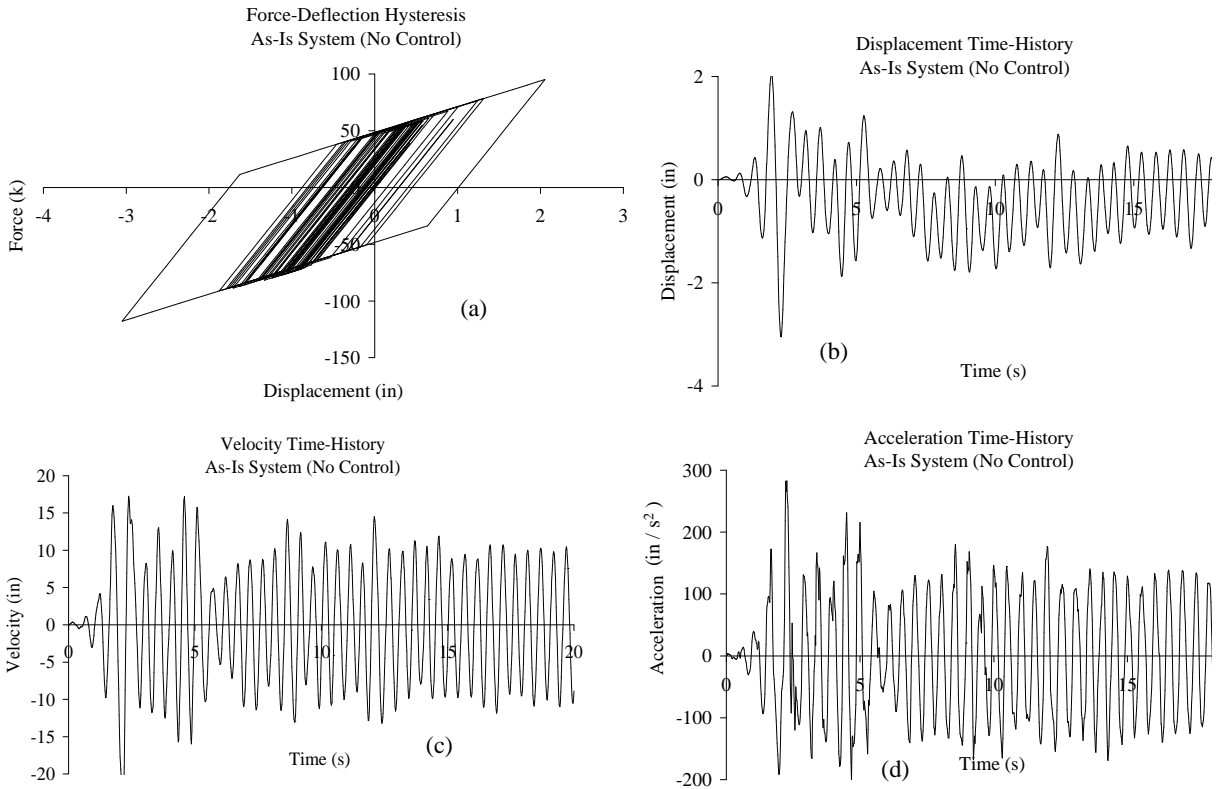 Force-Deflection Hysteresis
As-Is System (No Control)
100
50
0
-50
-100
-150
-4
-3
-2
-1
0
1
2
3
Force (k)
Displacement (in)
(a)
Displacement Time-History
As-Is System (No Control)
2
0
-2
-4
0
5
10
15
Displacement (in)
Time (s)
(b)
Velocity Time-History
As-Is System (No Control)
20
15
10
5
0
-5
-10
-15
-20
0
5
10
15
20
Velocity (in)
Time (s)
(c)
Acceleration Time-History
As-Is System (No Control)
300
200
100
0
-100
-200
0
5
10
15
Acceleration (in / s²)
Time (s)
(d)